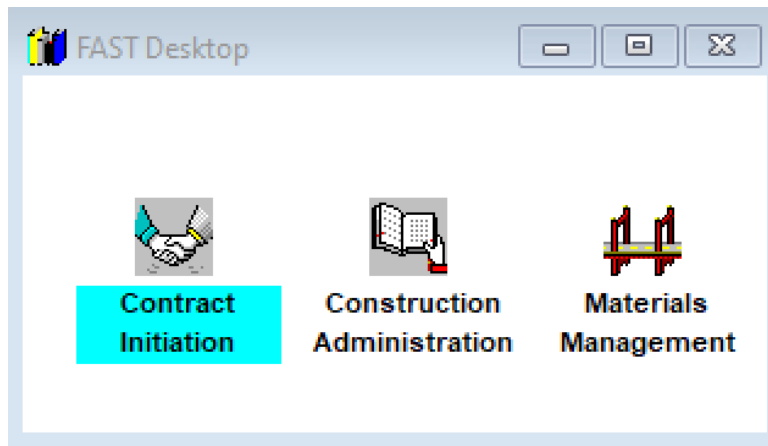 FAST Desktop
Contract
Initiation
Construction
Administration
Materials
Management